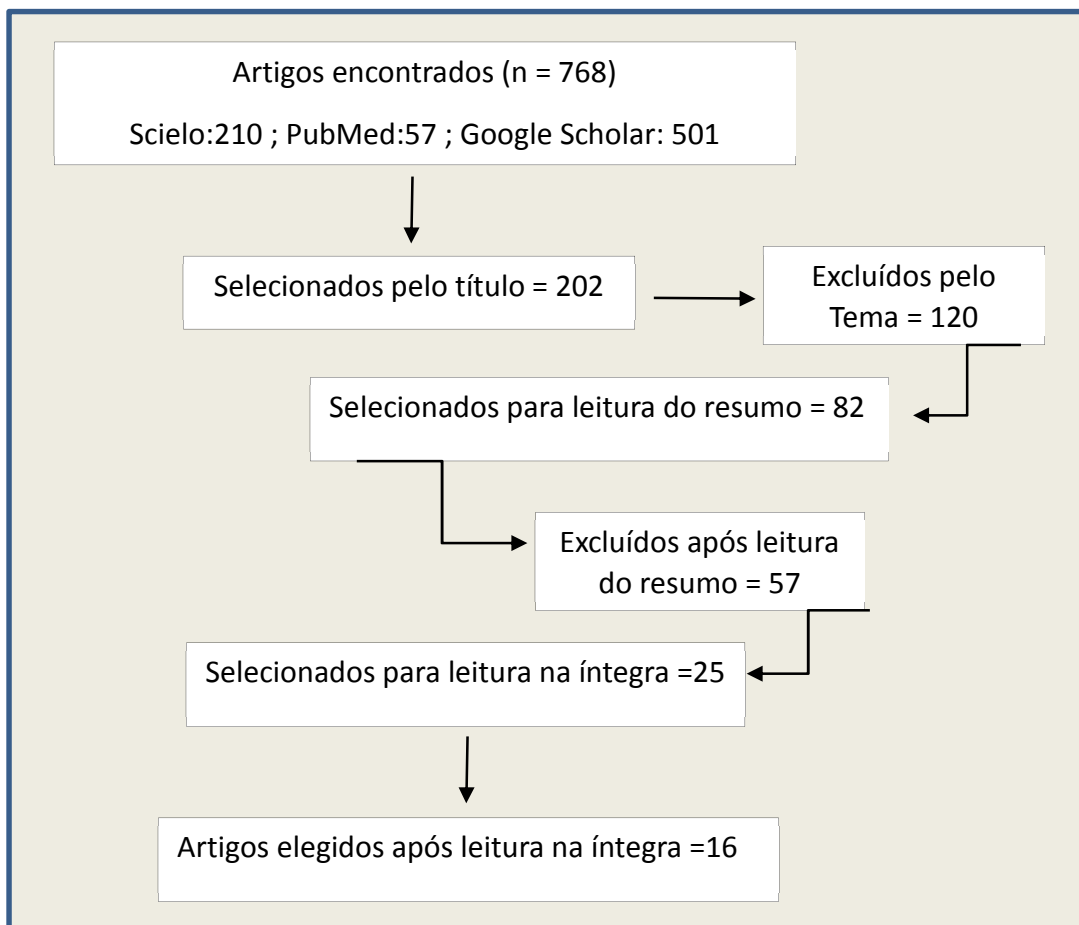 Artigos encontrados (n = 768)
Scielo:210 ; PubMed:57 ; Google Scholar: 501
Selecionados pelo título = 202
Excluídos pelo
Tema = 120
Selecionados para leitura do resumo = 82
Excluídos após leitura
do resumo = 57
Selecionados para leitura na íntegra =25
Artigos elegidos após leitura na íntegra =16